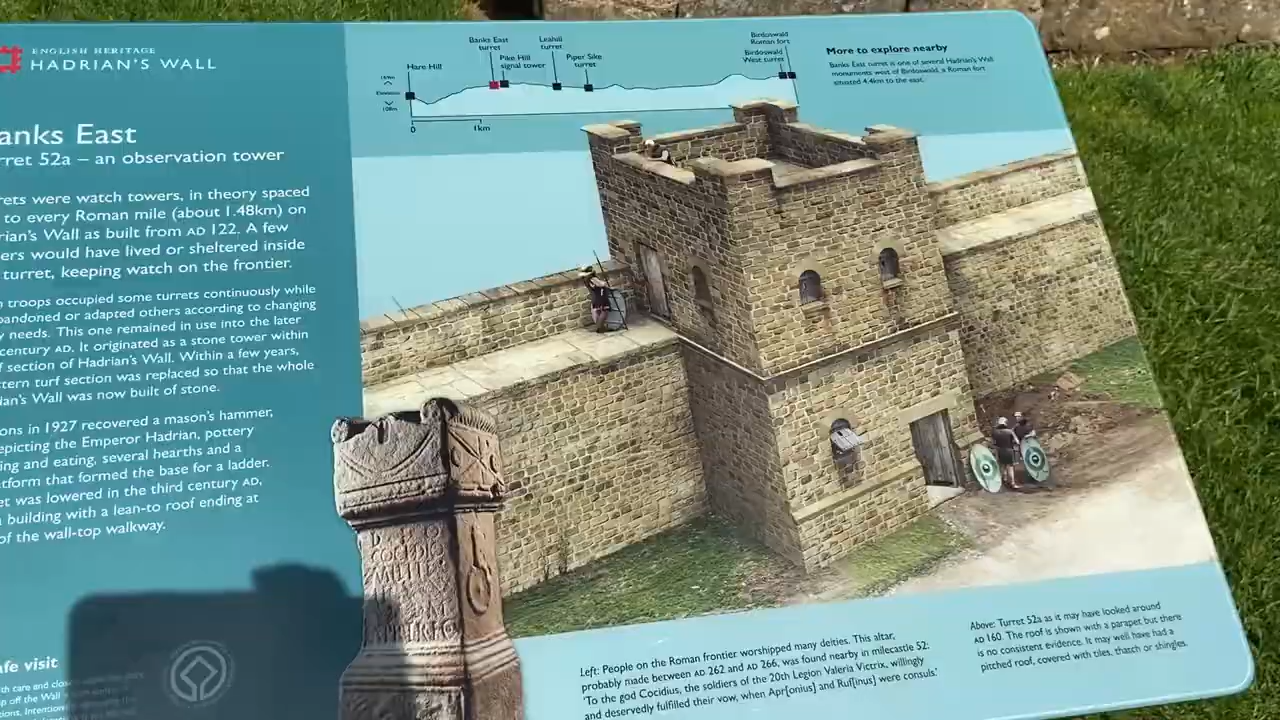 ENGLISH HERITAGE
HADRIAN'S WALL
anks East
rret 52a – an observation tower
rets were watch towers, in theory spaced
to every Roman mile (about 1.48km) on
rian's Wall as built from AD 122. A few
ers would have lived or sheltered inside
turret, keeping watch on the frontier.
n troops occupied some turrets continuously while
bandoned or adapted others according to changing
y needs. This one remained in use into the later
century AD. It originated as a stone tower within
f section of Hadrian's Wall. Within a few years,
tern turf section was replaced so that the whole
ian's Wall was now built of stone.
ons in 1927 recovered a mason's hammer,
epicting the Emperor Hadrian, pottery
ing and eating, several hearths and a
tform that formed the base for a ladder.
et was lowered in the third century AD,
building with a lean-to roof ending at
of the wall-top walkway.
afe visit
Hare Hill
Banks East
turret
Pike Hill
signal tower
Leahill
turret
Piper Sike
turret
Birdoswald
Roman fort
Birdoswald
West turret
Elevation
0
1km
More to explore nearby
Banks East turret is one of several Hadrian's Wall
monuments west of Birdoswald, a Roman fort
situated 4.4km to the east.
Left: People on the Roman frontier worshipped many deities. This altar,
probably made between AD 262 and AD 266, was found nearby in milecastle 52:
'To the god Cocidius, the soldiers of the 20th Legion Valeria Victrix, willingly
and deservedly fulfilled their vow, when Apr[onius] and Ruf[inus] were consuls.'
Above: Turret 52a as it may have looked around
AD 160. The roof is shown with a parapet but there
is no consistent evidence. It may well have had a
pitched roof, covered with tiles, thatch or shingles.